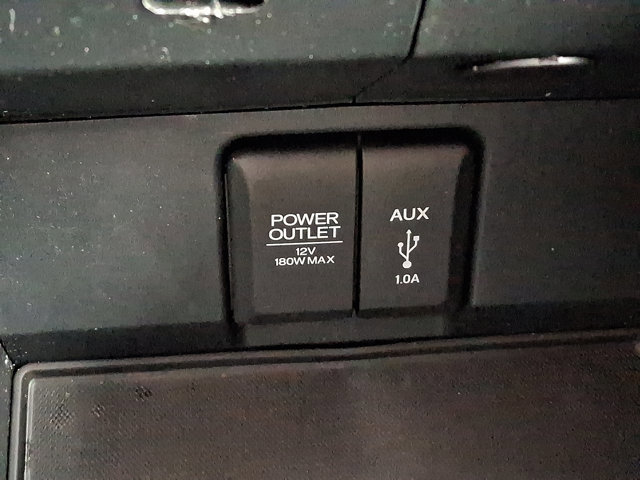 POWER
OUTLET
12V
180W MAX
AUX
1.0A